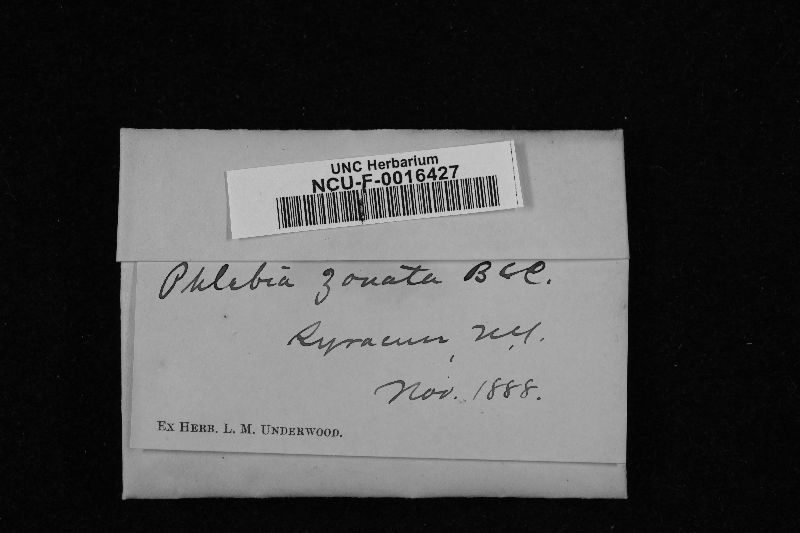 UNC Herbarium
NCU-F-0016427
Phlebia zonata B & C.
Syracuse, N.Y.
Nov. 1888.
EX HERB. L. M. UNDERWOOD.